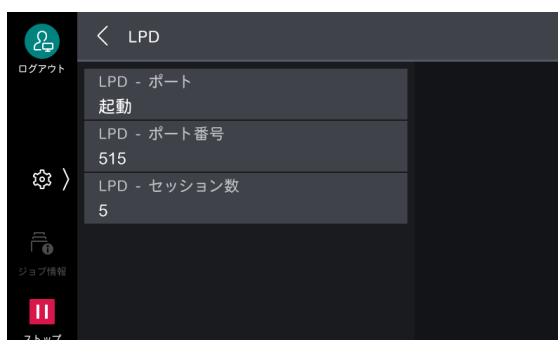 LPD
ログアウト
LPD - ポート
起動
LPD - ポート番号
515
LPD - セッション数
5
ジョブ情報
ストップ